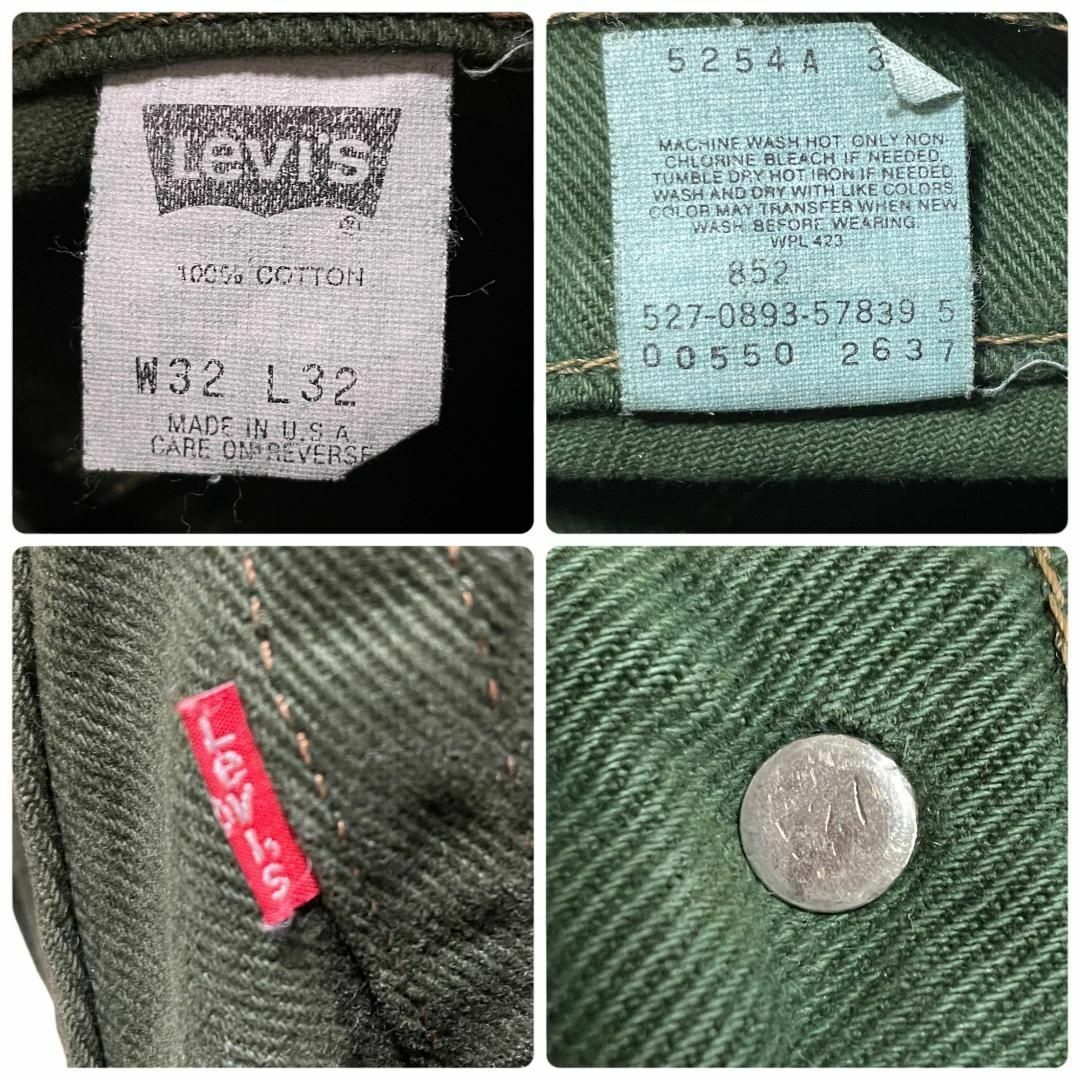 Levi's
®
100% COTTON
W32 L32
MADE IN U.S.A
CARE ON REVERSE
5254A 3
MACHINE WASH HOT. ONLY NON-
CHLORINE BLEACH IF NEEDED.
TUMBLE DRY HOT IRON IF NEEDED.
WASH AND DRY WITH LIKE COLORS.
COLOR MAY TRANSFER WHEN NEW
WASH BEFORE WEARING.
WPL 423
852
527-0893-57839 5
00550 2637
Levi's